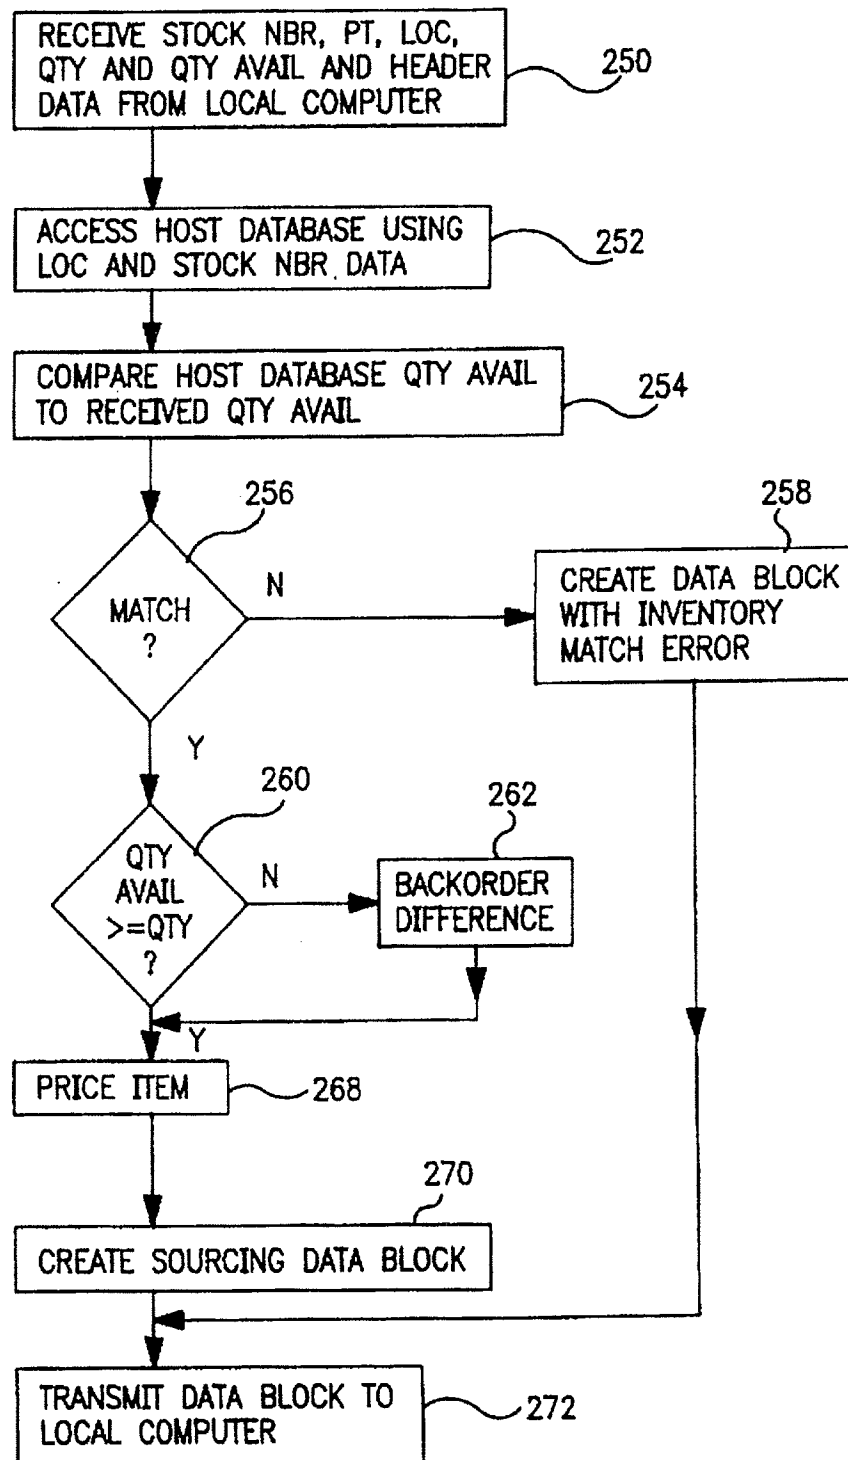 RECEIVE STOCK NBR, PT, LOC,
QTY AND QTY AVAIL AND HEADER
DATA FROM LOCAL COMPUTER
250
ACCESS HOST DATABASE USING
LOC AND STOCK NBR. DATA
252
COMPARE HOST DATABASE QTY AVAIL
TO RECEIVED QTY AVAIL
254
256
MATCH
?
N
Y
258
CREATE DATA BLOCK
WITH INVENTORY
MATCH ERROR
260
QTY
AVAIL
>=QTY
?
N
Y
262
BACKORDER
DIFFERENCE
PRICE ITEM
268
270
CREATE SOURCING DATA BLOCK
TRANSMIT DATA BLOCK TO
LOCAL COMPUTER
272